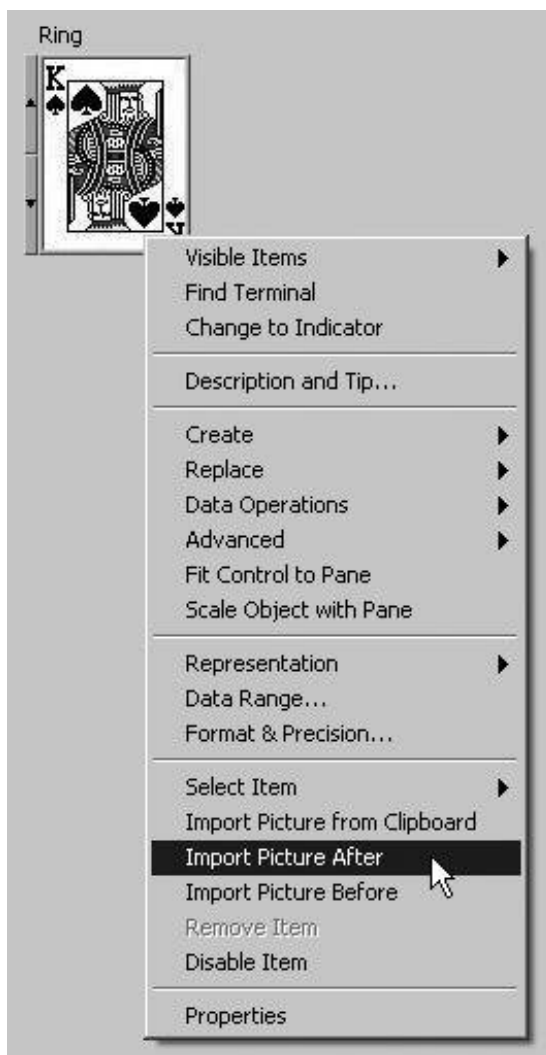 Ring
K
K
Visible Items
Find Terminal
Change to Indicator
Description and Tip...
Create
Replace
Data Operations
Advanced
Fit Control to Pane
Scale Object with Pane
Representation
Data Range...
Format & Precision...
Select Item
Import Picture from Clipboard
Import Picture After
Import Picture Before
Remove Item
Disable Item
Properties